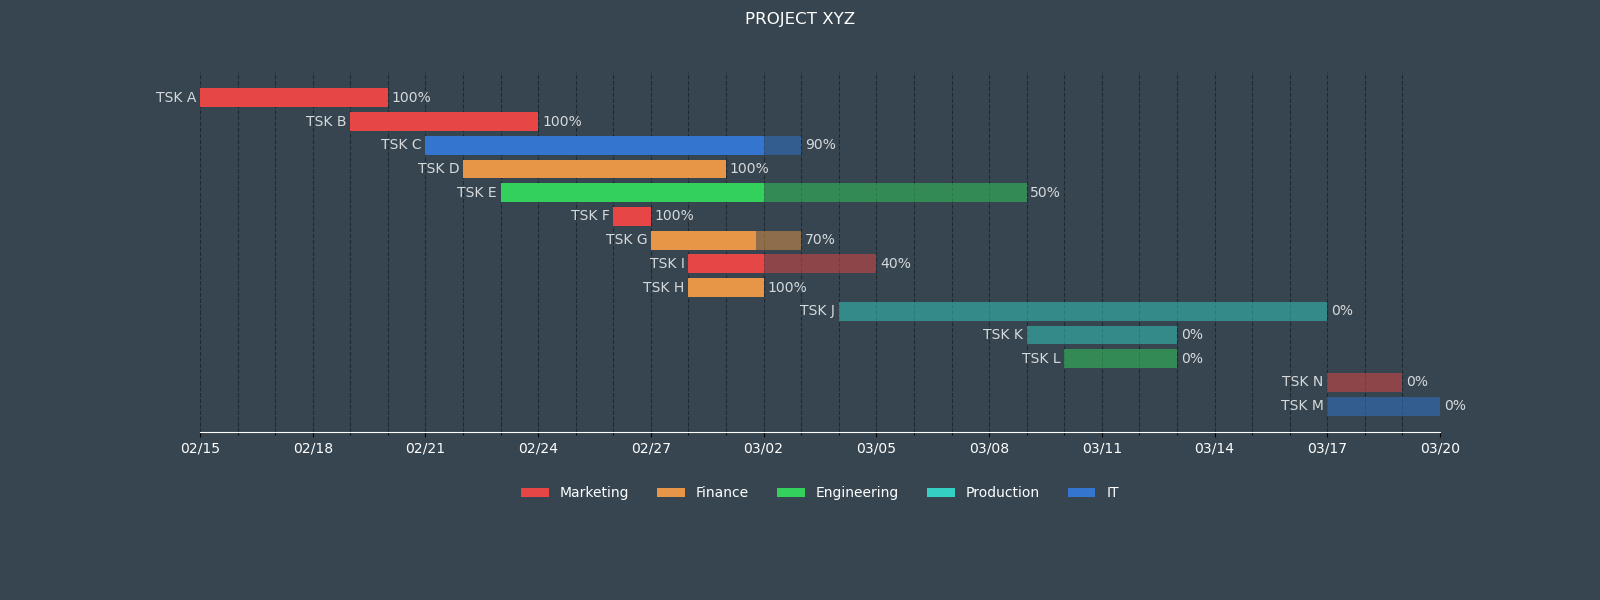 PROJECT XYZ
TSK A 100%
TSK B 100%
TSK C 90%
TSK D 100%
TSK E 50%
TSK F 100%
TSK G 70%
TSK I 40%
TSK H 100%
TSK J 0%
TSK K 0%
TSK L 0%
TSK N 0%
TSK M 0%
02/15 02/18 02/21 02/24 02/27 03/02 03/05 03/08 03/11 03/14 03/17 03/20
Marketing Finance Engineering Production IT